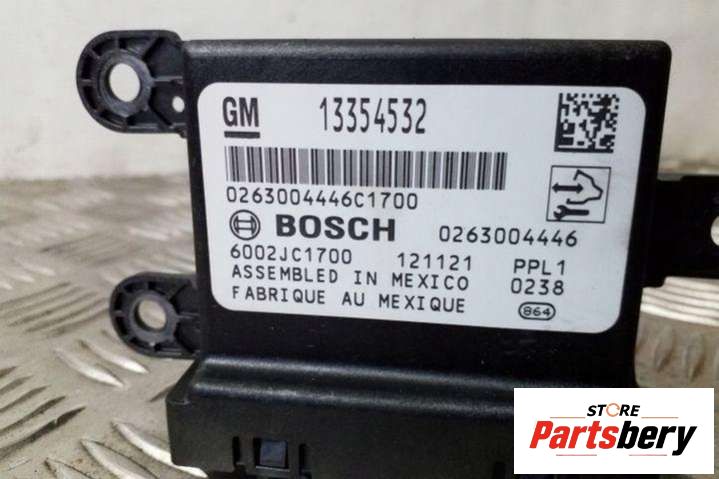 GM 13354532
0263004446C1700
BOSCH 0263004446
6002JC1700 121121 PPL1
ASSEMBLED IN MEXICO 0238
FABRIQUE AU MEXIQUE 864
STORE
Partsbery